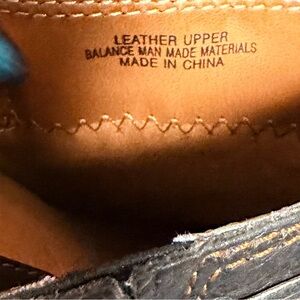 LEATHER UPPER
BALANCE MAN MADE MATERIALS
MADE IN CHINA